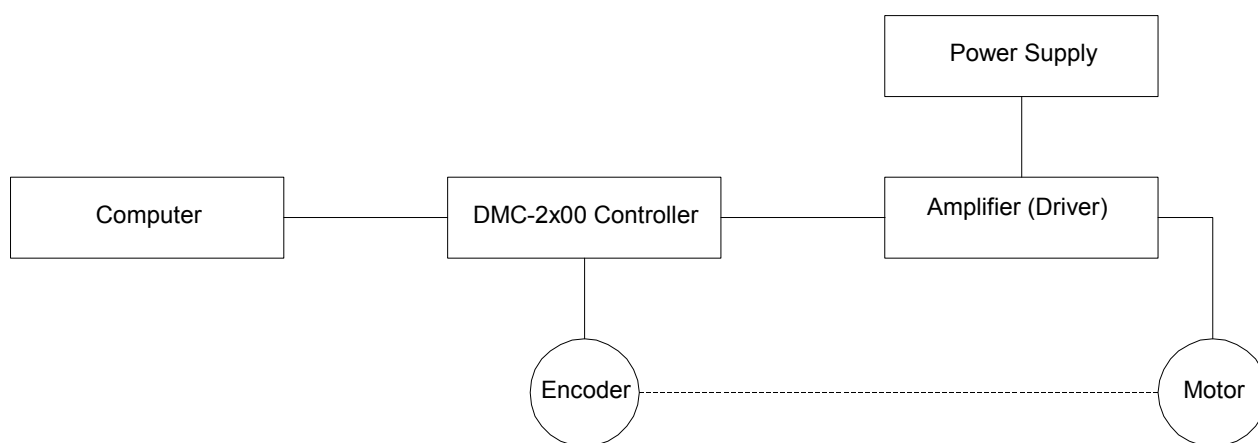 Power Supply
Computer
DMC-2x00 Controller
Amplifier (Driver)
Encoder
Motor